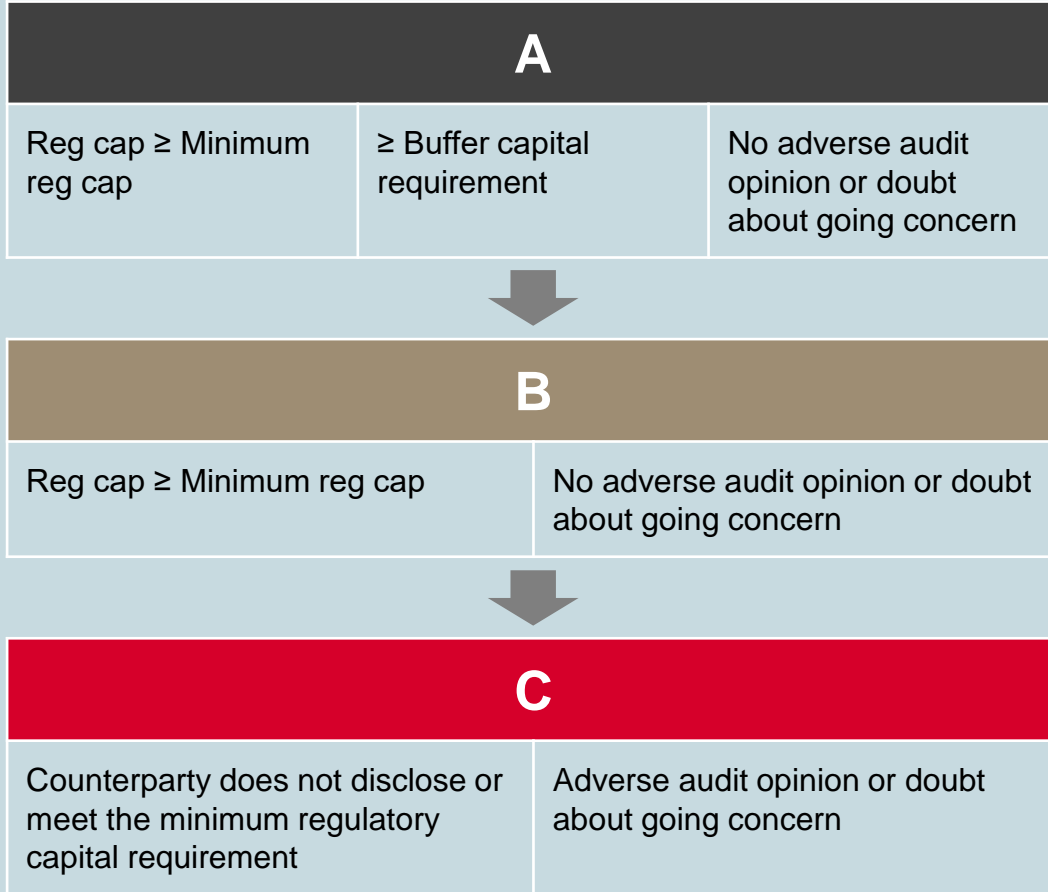 A
Reg cap ≥ Minimum
reg cap
≥ Buffer capital
requirement
No adverse audit
opinion or doubt
about going concern
B
Reg cap ≥ Minimum reg cap
No adverse audit opinion or doubt
about going concern
C
Counterparty does not disclose or
meet the minimum regulatory
capital requirement
Adverse audit opinion or doubt
about going concern